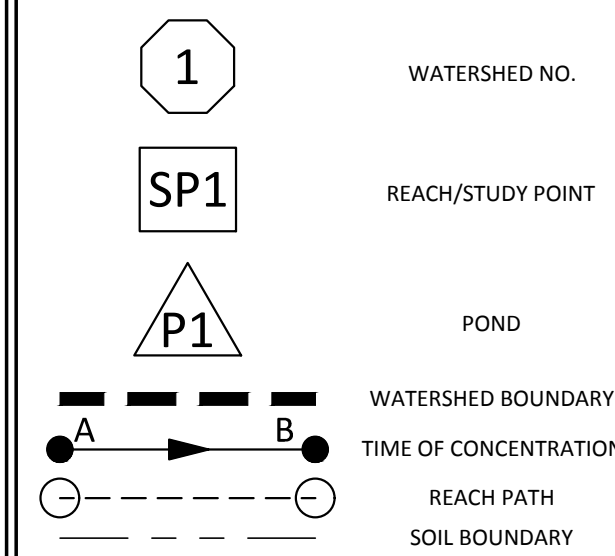 1 WATERSHED NO.
SP1 REACH/STUDY POINT
P1 POND
WATERSHED BOUNDARY
A B TIME OF CONCENTRATION
REACH PATH
SOIL BOUNDARY